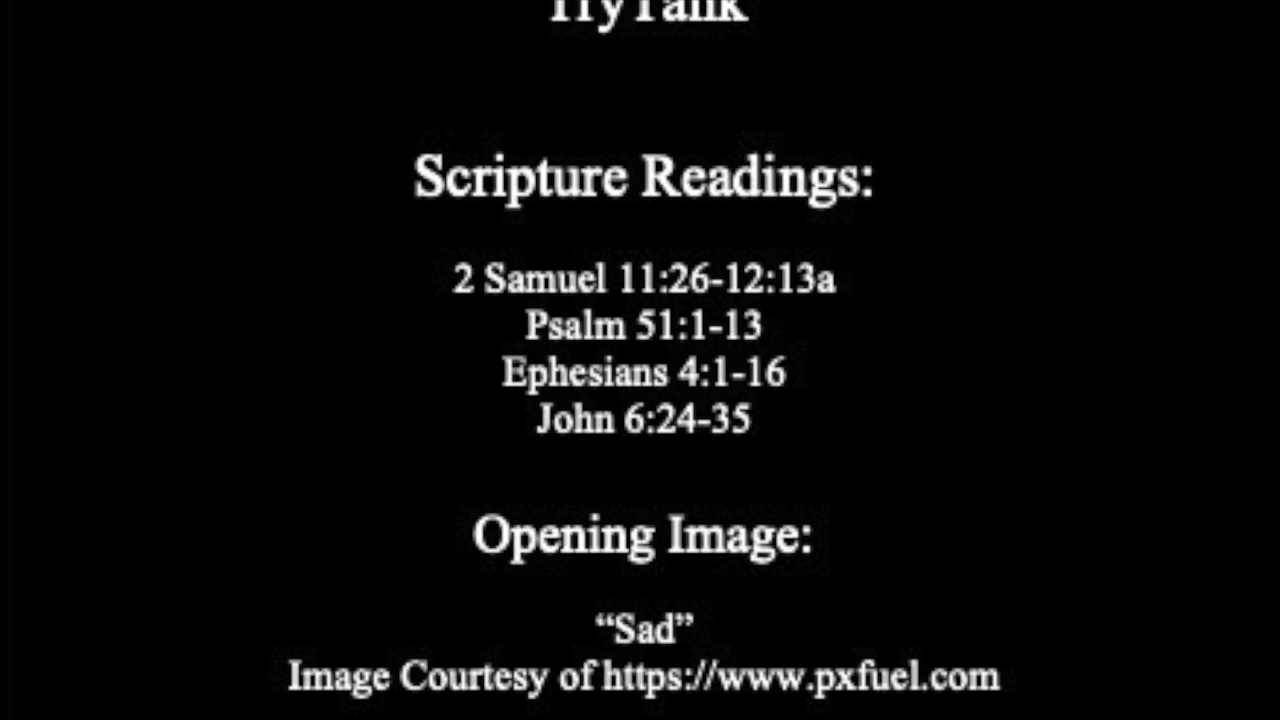 TryTank
Scripture Readings:
2 Samuel 11:26-12:13a
Psalm 51:1-13
Ephesians 4:1-16
John 6:24-35
Opening Image:
“Sad”
Image Courtesy of https://www.pxfuel.com